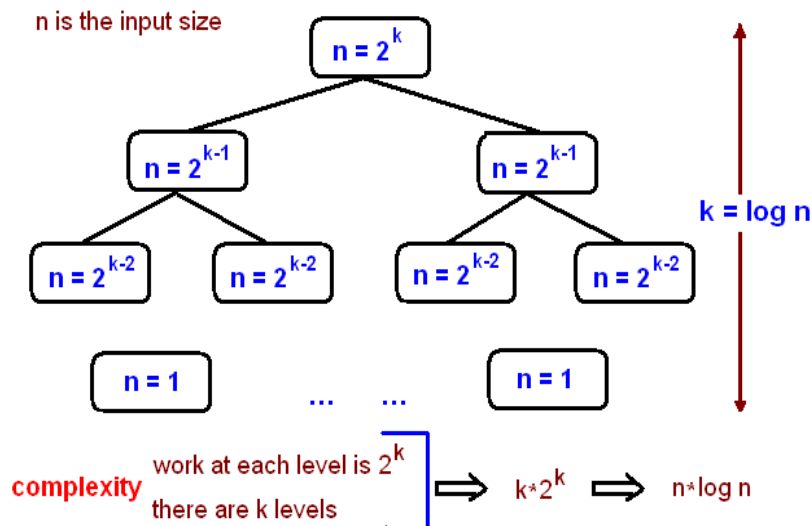 n is the input size
n = 2^k
n = 2^k-1
n = 2^k-1
k = log n
n = 2^k-2
n = 2^k-2
n = 2^k-2
n = 2^k-2
n = 1
... ...
n = 1
complexity
work at each level is 2^k
there are k levels
k*2^k
n*log n